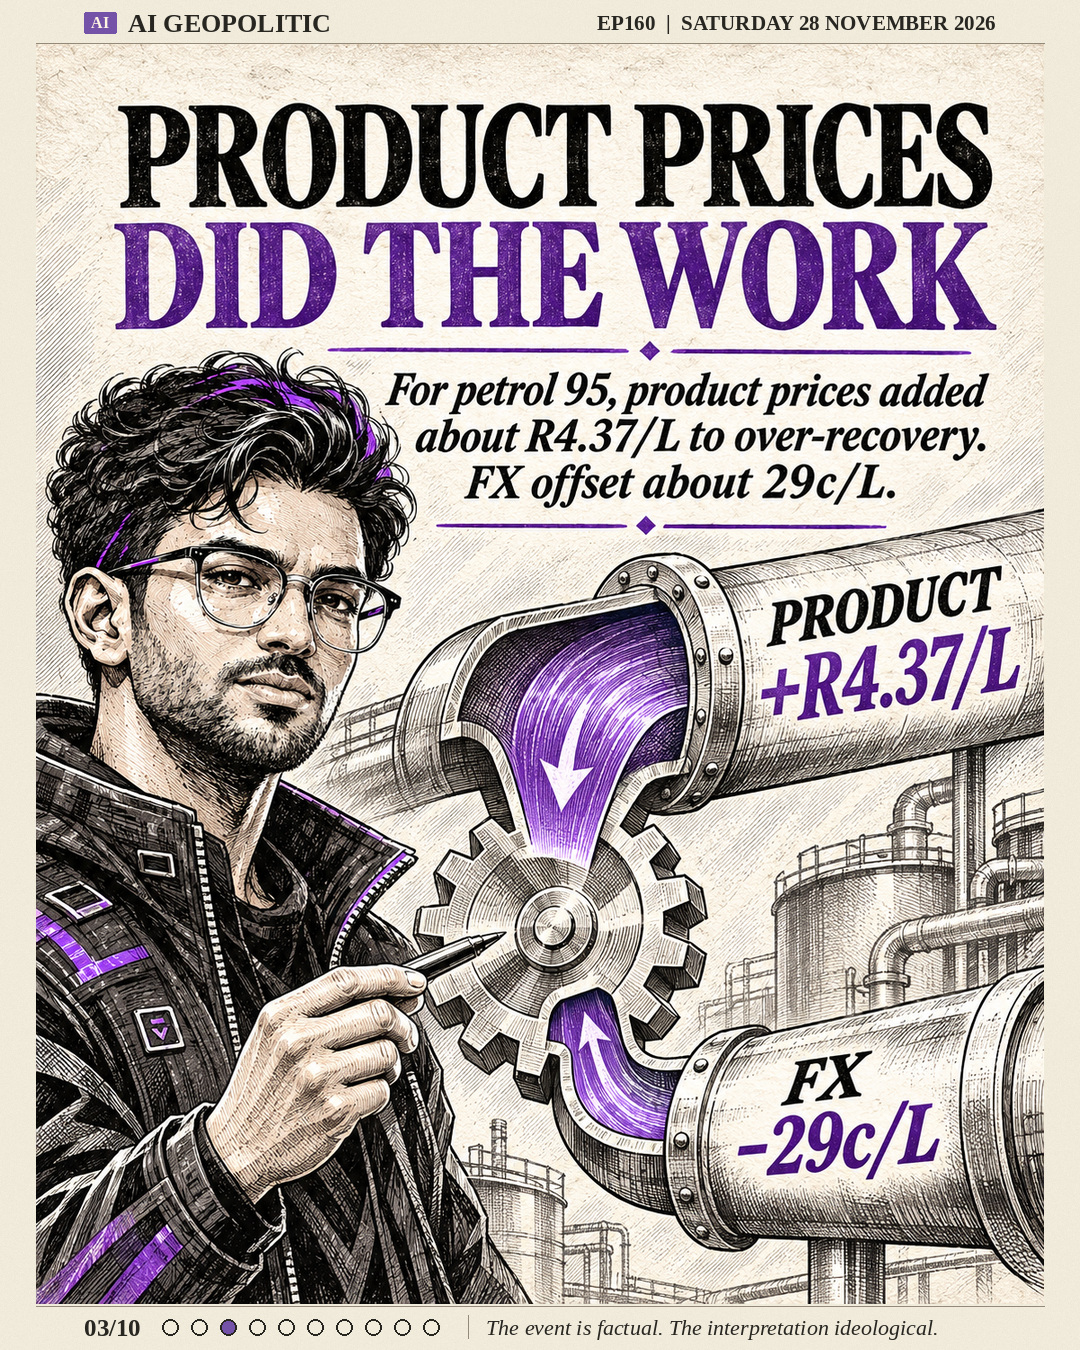 AI AI GEOPOLITIC
EP160 | SATURDAY 28 NOVEMBER 2026
PRODUCT PRICES
DID THE WORK
For petrol 95, product prices added
about R4.37/L to over-recovery.
FX offset about 29c/L.
PRODUCT
+R4.37/L
FX
-29c/L
03/10
The event is factual. The interpretation ideological.